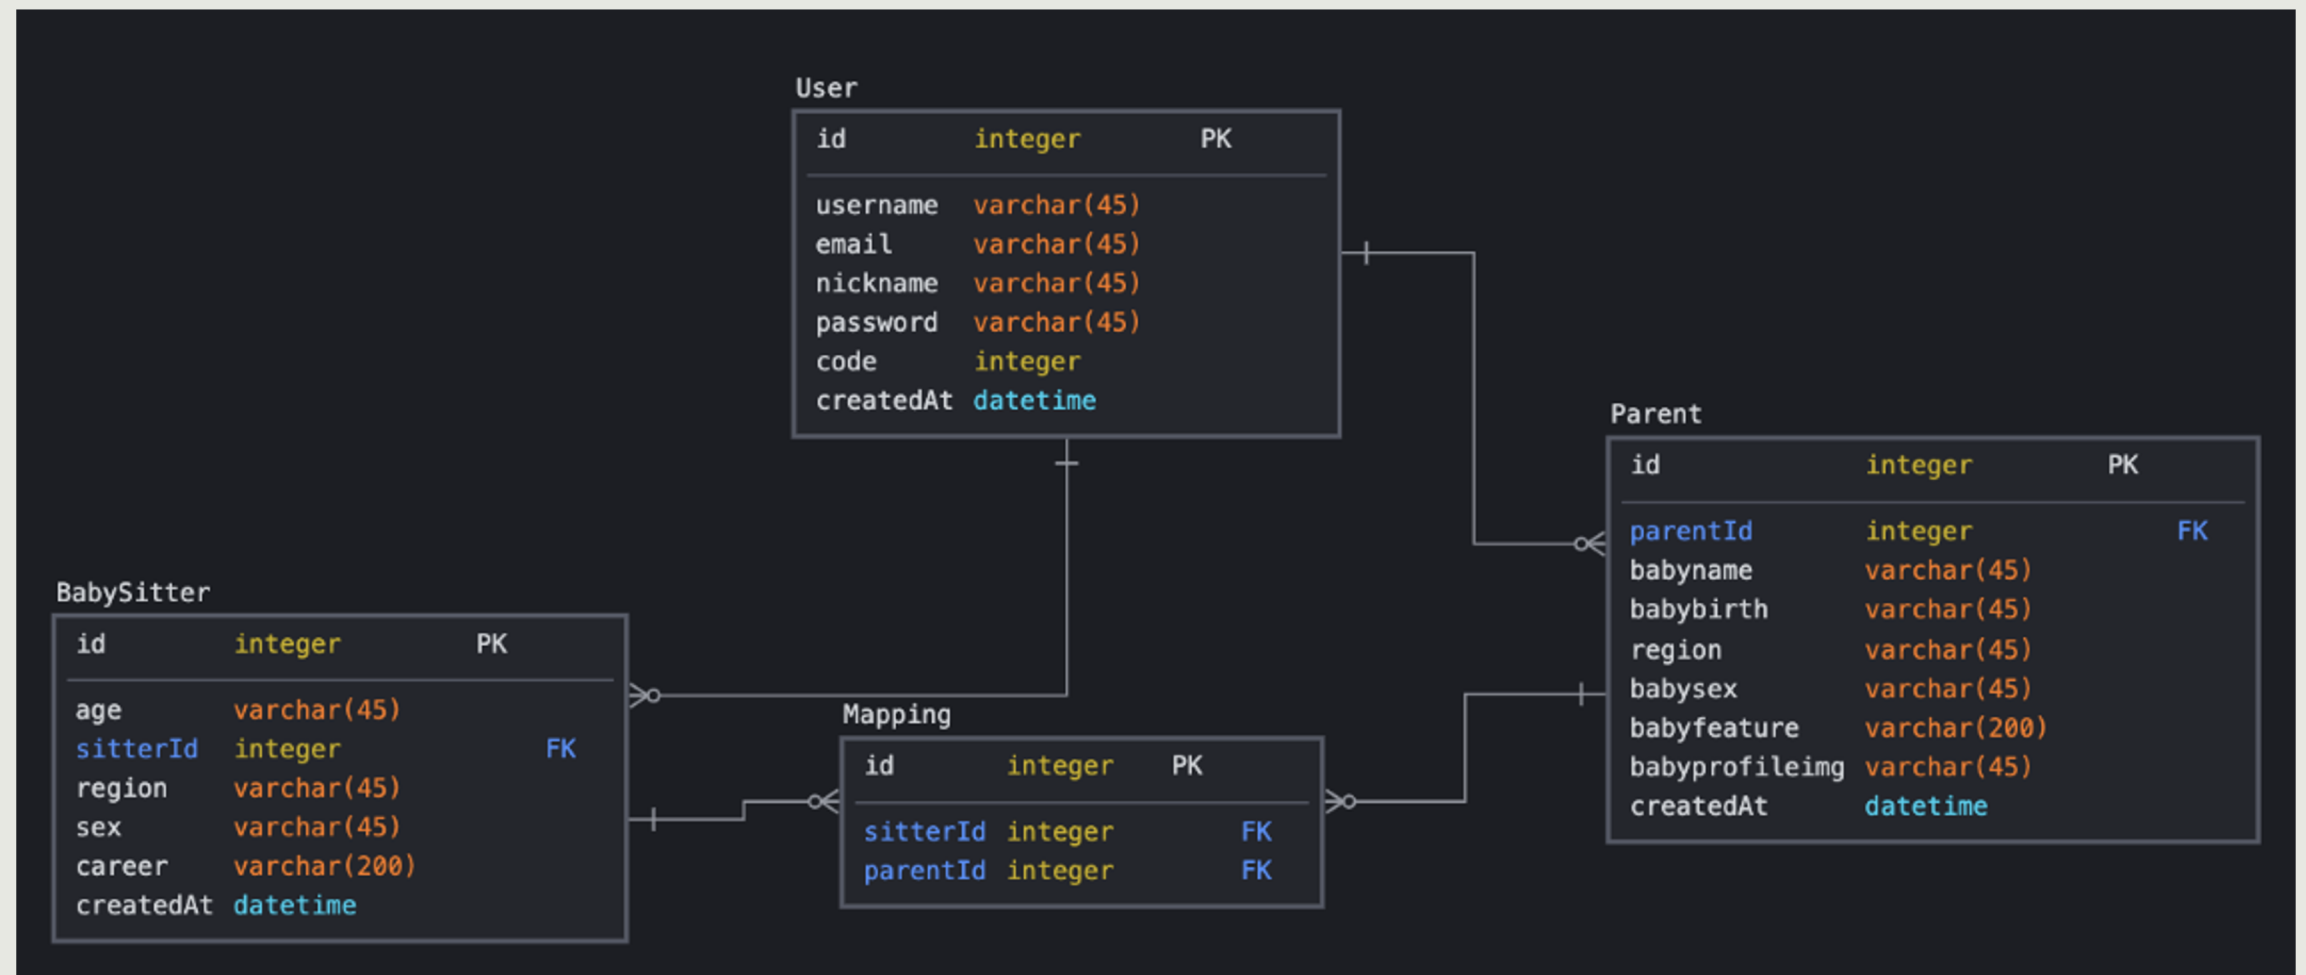 User
id integer PK
username varchar(45)
email varchar(45)
nickname varchar(45)
password varchar(45)
code integer
createdAt datetime
Parent
id integer PK
parentId integer FK
babyname varchar(45)
babybirth varchar(45)
region varchar(45)
babysex varchar(45)
babyfeature varchar(200)
babyprofileimg varchar(45)
createdAt datetime
BabySitter
id integer PK
age varchar(45)
sitterId integer FK
region varchar(45)
sex varchar(45)
career varchar(200)
createdAt datetime
Mapping
id integer PK
sitterId integer FK
parentId integer FK